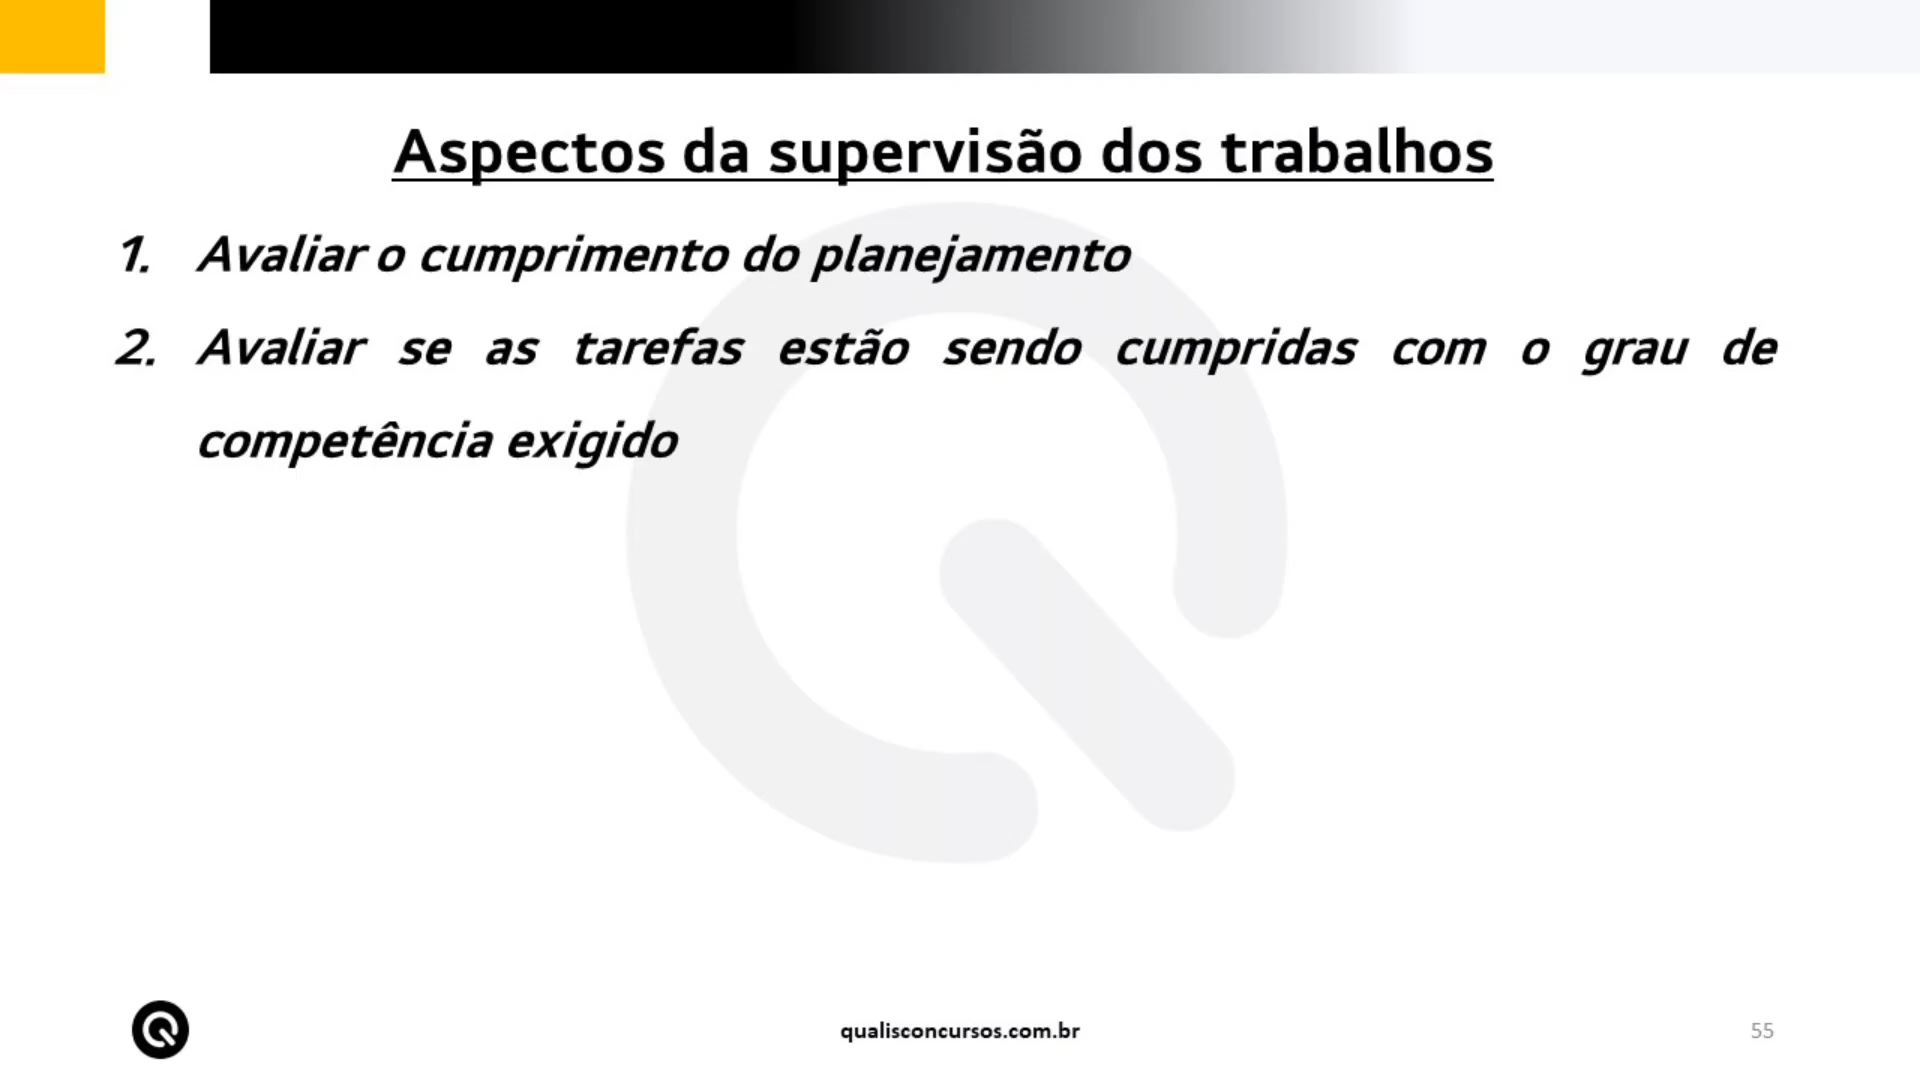 Aspectos da supervisão dos trabalhos
1. Avaliar o cumprimento do planejamento
2. Avaliar se as tarefas estão sendo cumpridas com o grau de
competência exigido
qualisconcursos.com.br
55